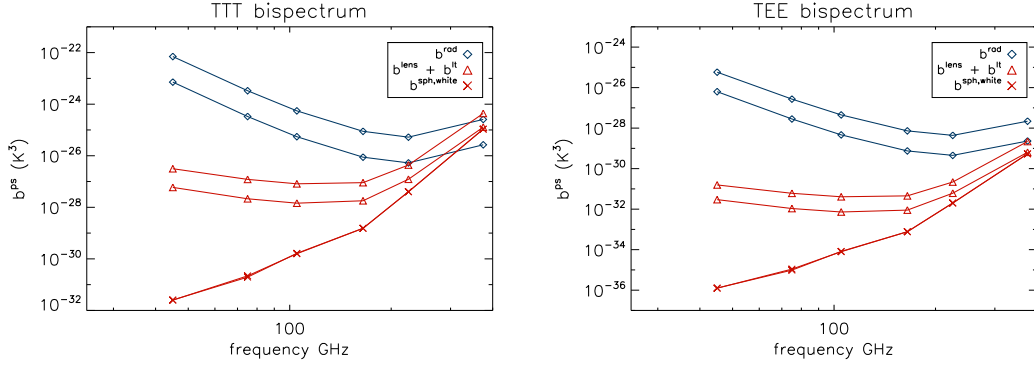 TTT bispectrum
b^ps (K^3)
10^-22
10^-24
10^-26
10^-28
10^-30
10^-32
b^rad
b^lens + b^lt
b^sph,white
100
frequency GHz
TEE bispectrum
b^ps (K^3)
10^-24
10^-26
10^-28
10^-30
10^-32
10^-34
10^-36
b^rad
b^lens + b^lt
b^sph,white
100
frequency GHz